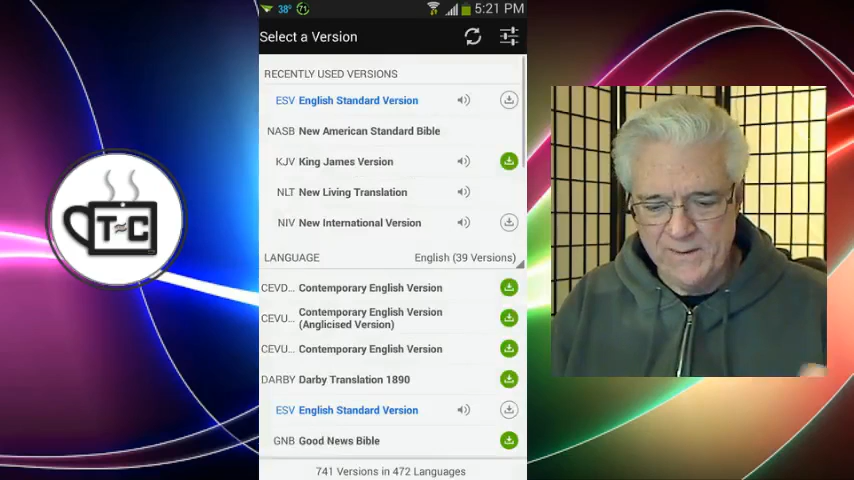 38°
71
5:21 PM
Select a Version
RECENTLY USED VERSIONS
ESV English Standard Version
NASB New American Standard Bible
KJV King James Version
NLT New Living Translation
NIV New International Version
LANGUAGE English (39 Versions)
CEVD... Contemporary English Version
CEVU... Contemporary English Version
(Anglicised Version)
CEVU... Contemporary English Version
DARBY Darby Translation 1890
ESV English Standard Version
GNB Good News Bible
741 Versions in 472 Languages
T≈C